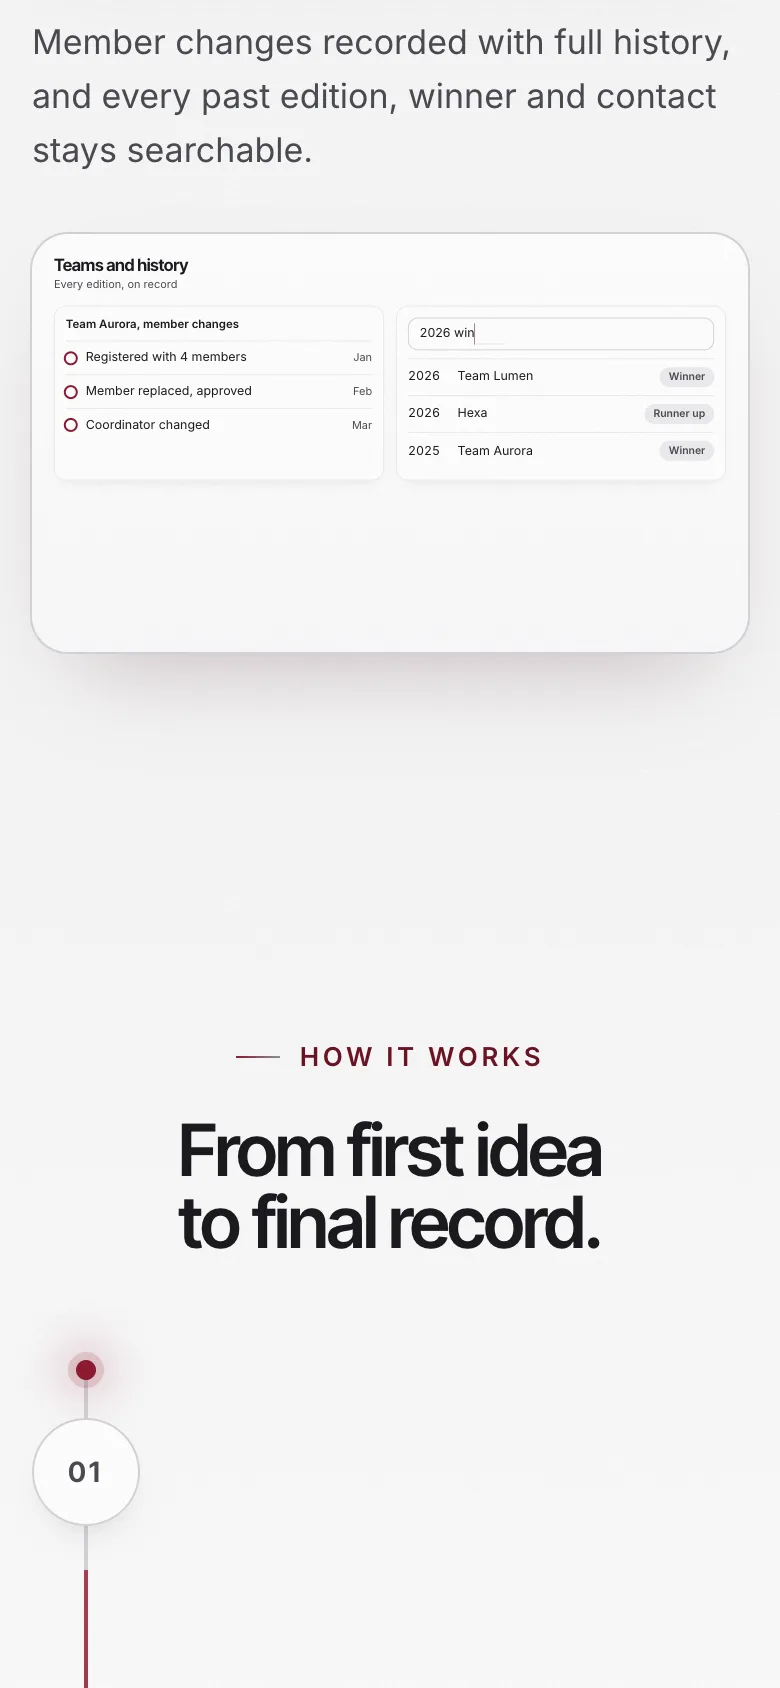 Member changes recorded with full history,
and every past edition, winner and contact
stays searchable.
Teams and history
Every edition, on record
Team Aurora, member changes
Registered with 4 members Jan
Member replaced, approved Feb
Coordinator changed Mar
2026 win
2026 Team Lumen Winner
2026 Hexa Runner up
2025 Team Aurora Winner
HOW IT WORKS
From first idea
to final record.
01